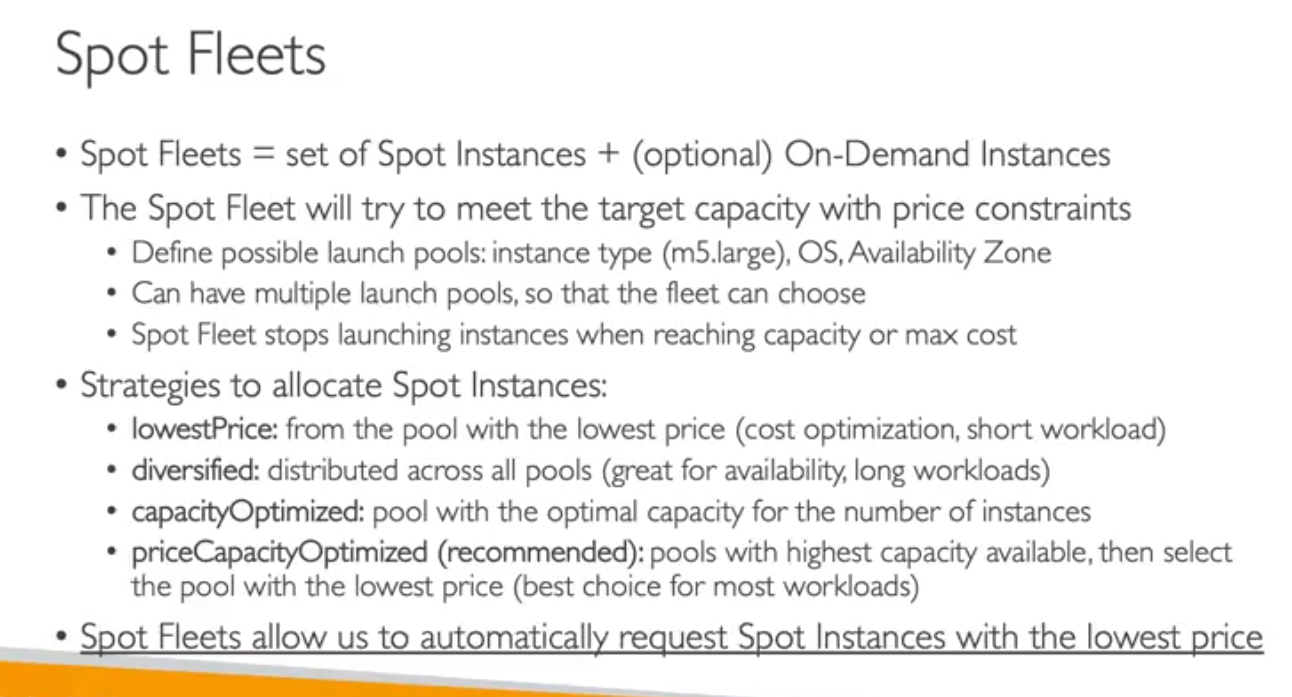 Spot Fleets
• Spot Fleets = set of Spot Instances + (optional) On-Demand Instances
• The Spot Fleet will try to meet the target capacity with price constraints
• Define possible launch pools: instance type (m5.large), OS, Availability Zone
• Can have multiple launch pools, so that the fleet can choose
• Spot Fleet stops launching instances when reaching capacity or max cost
• Strategies to allocate Spot Instances:
• lowestPrice: from the pool with the lowest price (cost optimization, short workload)
• diversified: distributed across all pools (great for availability, long workloads)
• capacityOptimized: pool with the optimal capacity for the number of instances
• priceCapacityOptimized (recommended): pools with highest capacity available, then select
the pool with the lowest price (best choice for most workloads)
• Spot Fleets allow us to automatically request Spot Instances with the lowest price